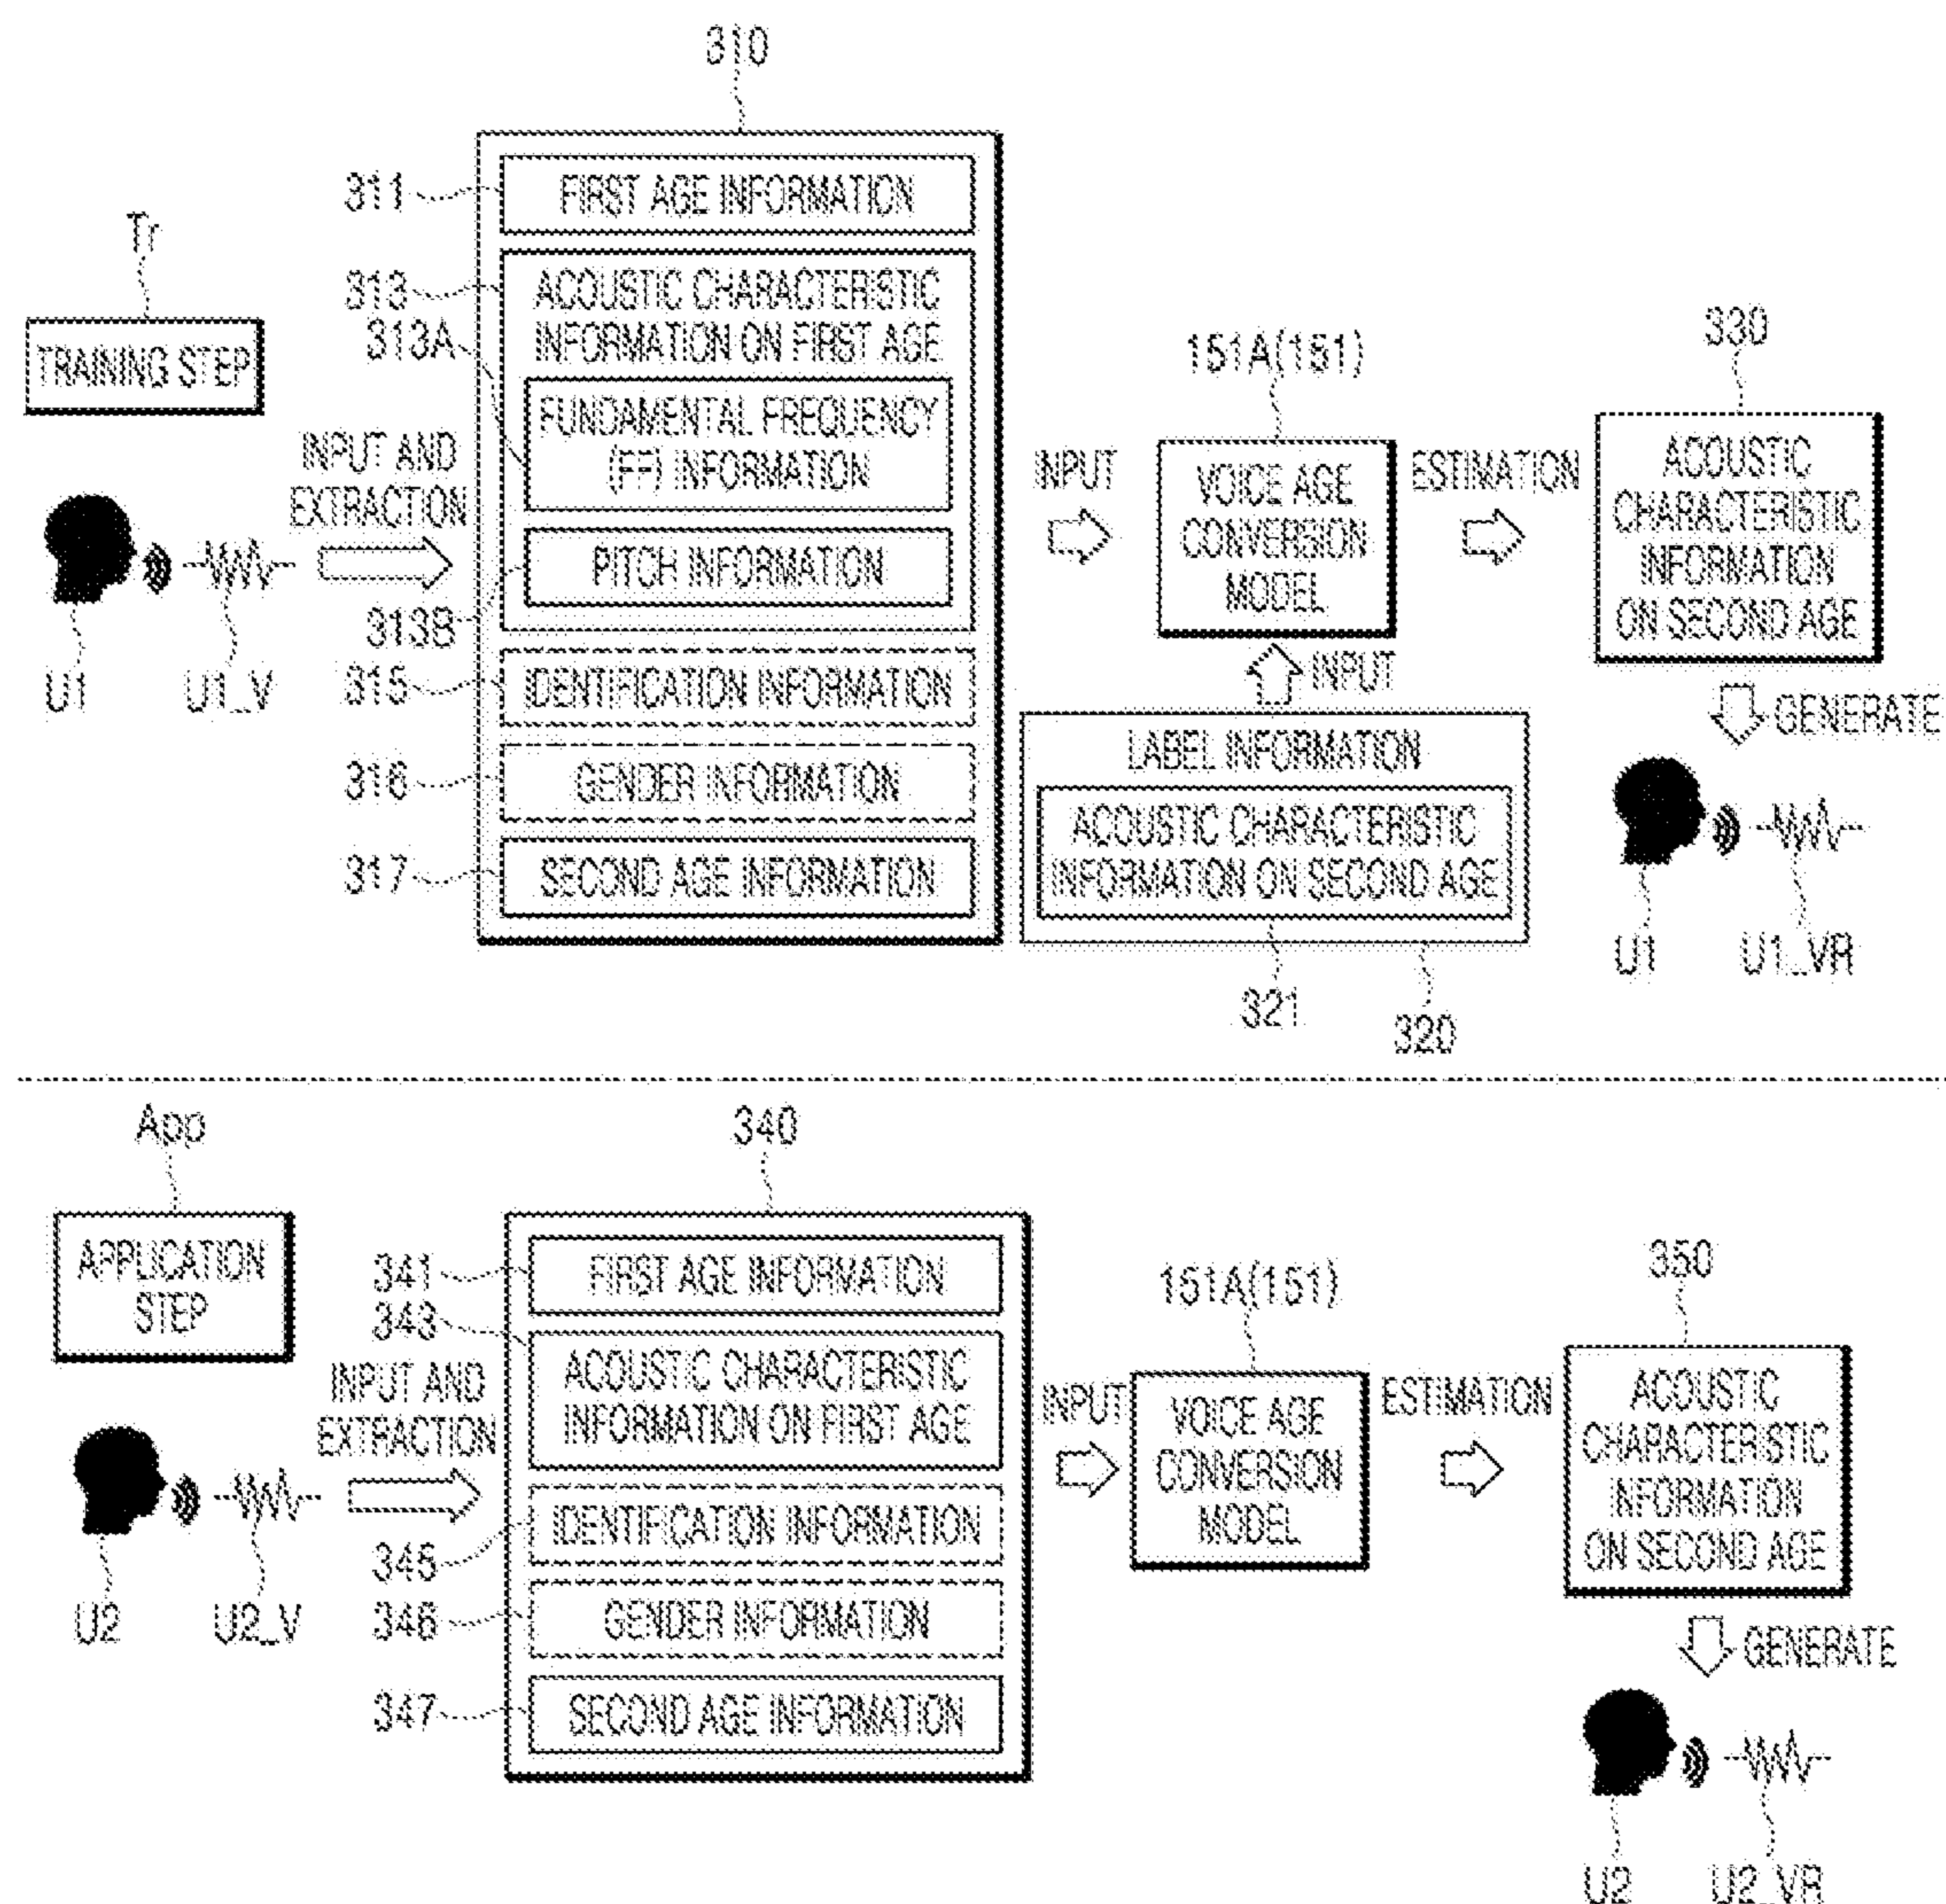 310
311
FIRST AGE INFORMATION
Tr
TRAINING STEP
313
ACOUSTIC CHARACTERISTIC
INFORMATION ON FIRST AGE
313A
FUNDAMENTAL FREQUENCY
(FF) INFORMATION
PITCH INFORMATION
313B
INPUT AND
EXTRACTION
U1
U1_V
315
IDENTIFICATION INFORMATION
316
GENDER INFORMATION
317
SECOND AGE INFORMATION
INPUT
151A(151)
VOICE AGE
CONVERSION
MODEL
INPUT
LABEL INFORMATION
ACOUSTIC CHARACTERISTIC
INFORMATION ON SECOND AGE
321
320
ESTIMATION
330
ACOUSTIC
CHARACTERISTIC
INFORMATION
ON SECOND AGE
GENERATE
U1
U1_VR
App
APPLICATION
STEP
340
341
FIRST AGE INFORMATION
343
ACOUSTIC CHARACTERISTIC
INFORMATION ON FIRST AGE
INPUT AND
EXTRACTION
U2
U2_V
345
IDENTIFICATION INFORMATION
346
GENDER INFORMATION
347
SECOND AGE INFORMATION
INPUT
151A(151)
VOICE AGE
CONVERSION
MODEL
ESTIMATION
350
ACOUSTIC
CHARACTERISTIC
INFORMATION
ON SECOND AGE
GENERATE
U2
U2_VR